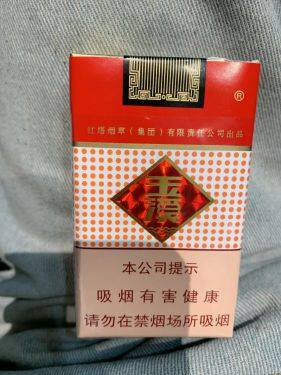 ®
红塔烟草（集团）有限责任公司出品
玉溪
本公司提示
吸烟有害健康
请勿在禁烟场所吸烟